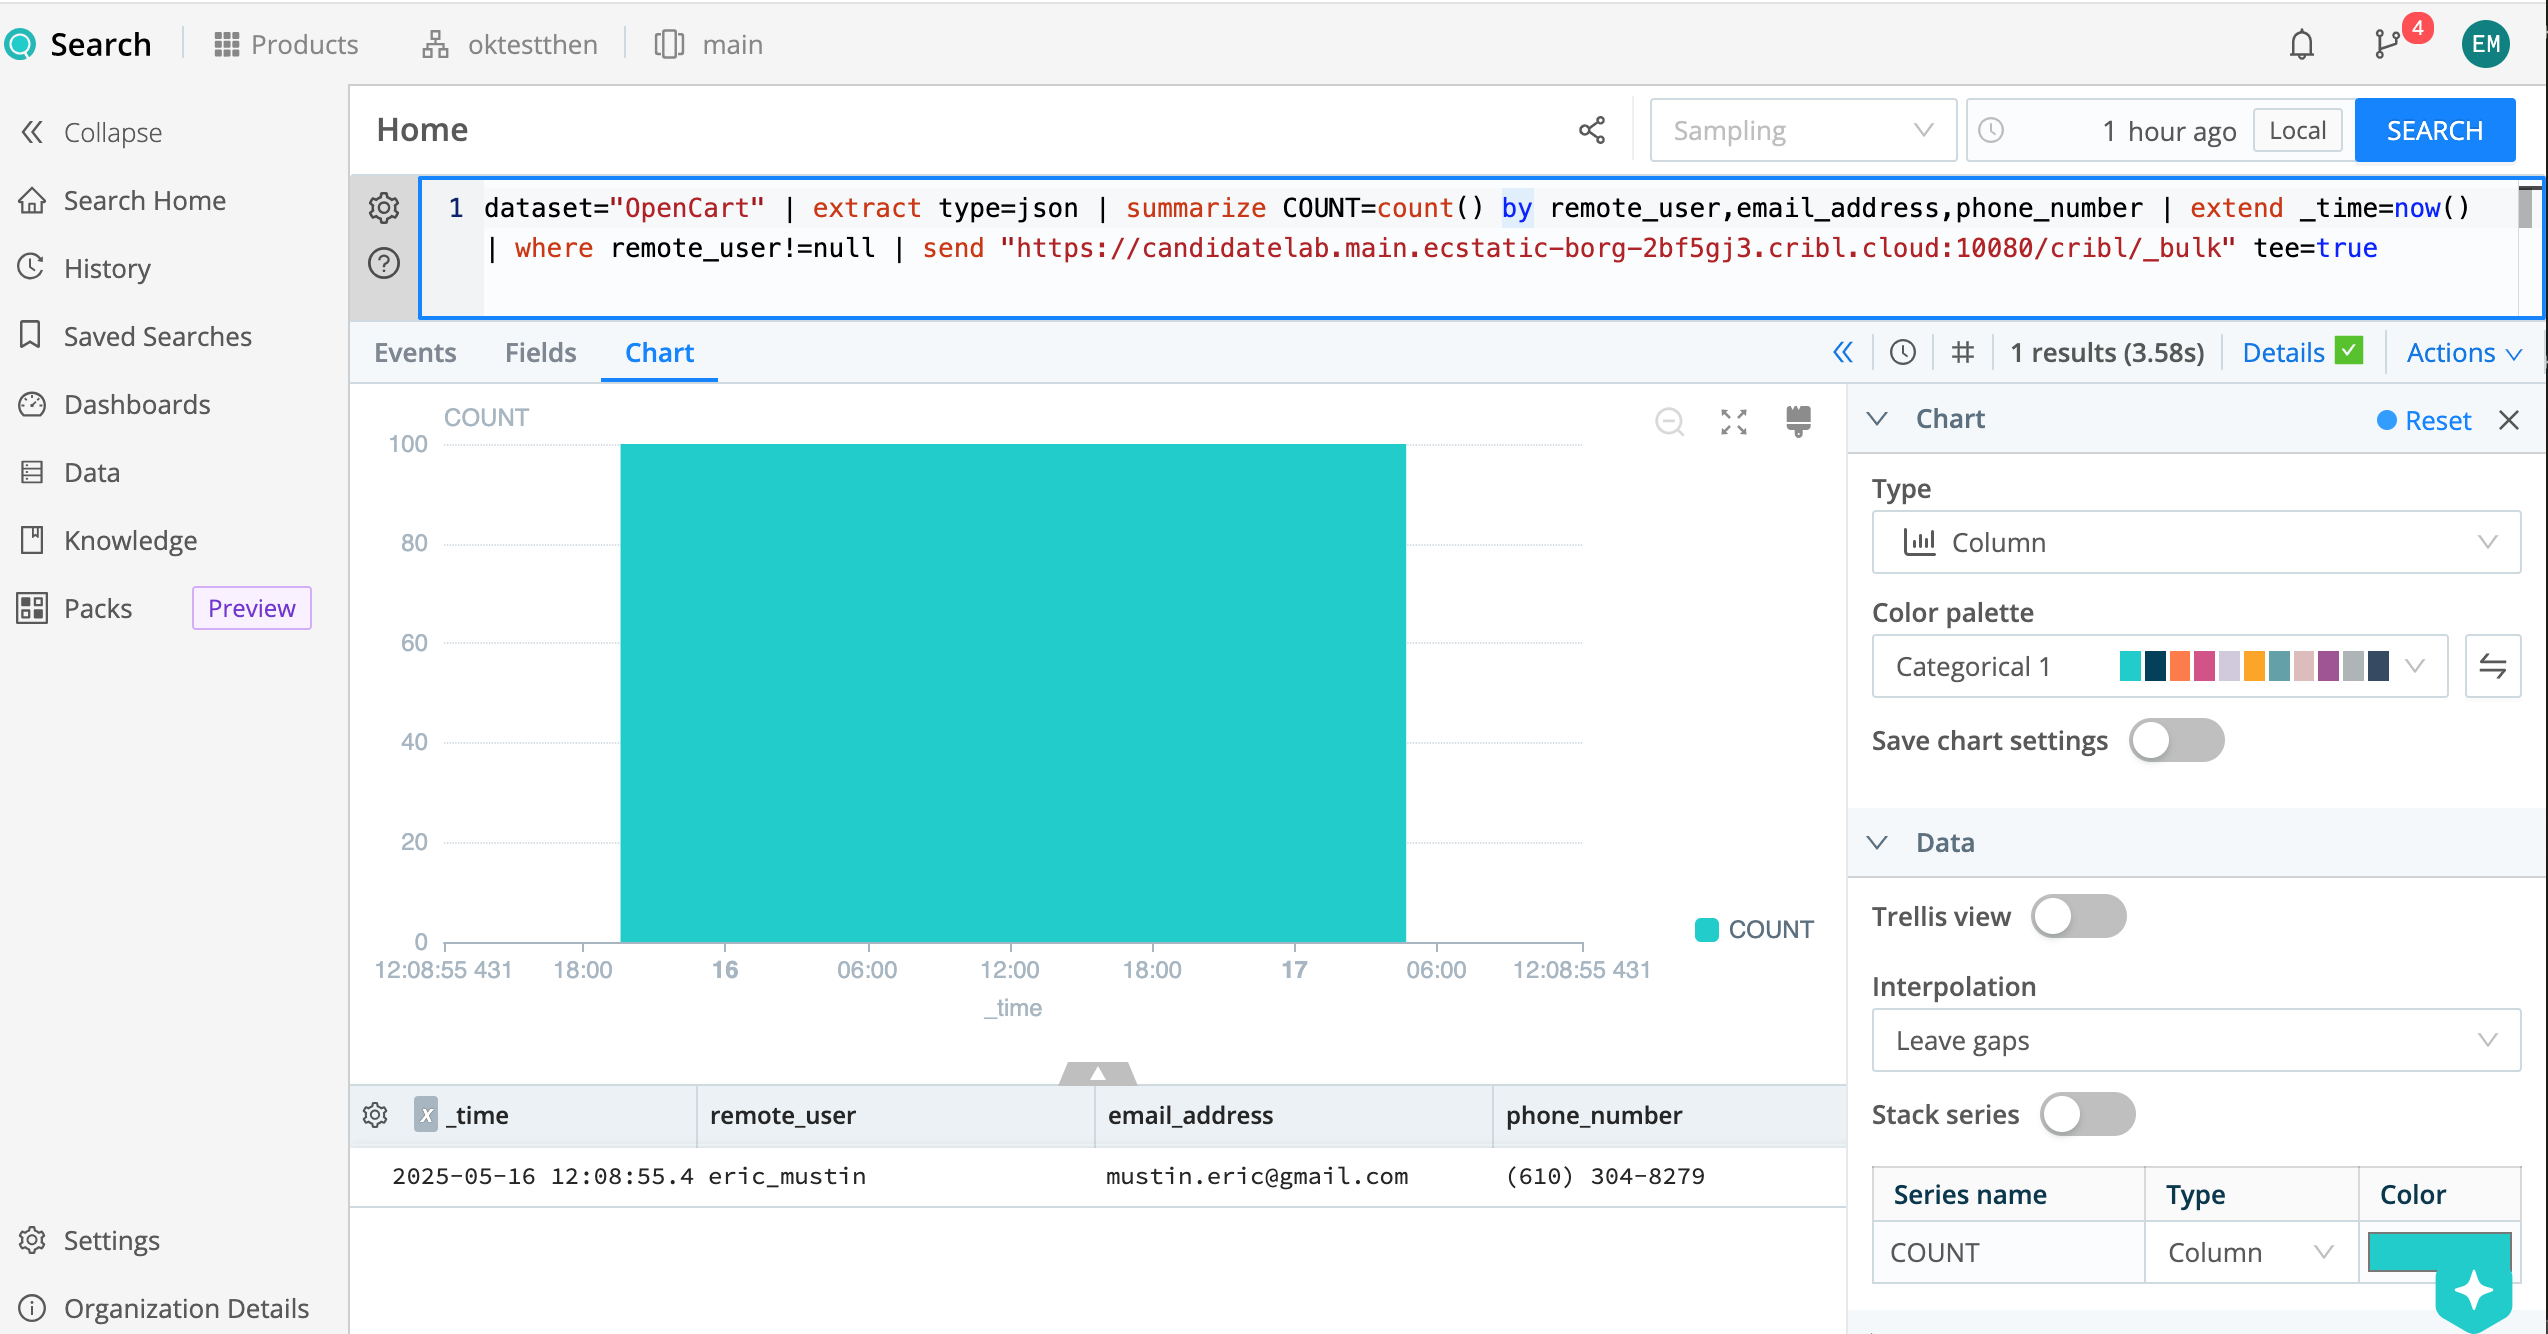 Search
Products
oktestthen
main
4
EM
Collapse
Search Home
History
Saved Searches
Dashboards
Data
Knowledge
Packs
Preview
Settings
Organization Details
Home
Sampling
1 hour ago
Local
SEARCH
1 dataset="OpenCart" | extract type=json | summarize COUNT=count() by remote_user,email_address,phone_number | extend _time=now()
| where remote_user!=null | send "https://candidatelab.main.ecstatic-borg-2bf5gj3.cribl.cloud:10080/cribl/_bulk" tee=true
Events Fields Chart
1 results (3.58s)
Details
Actions
COUNT
100
80
60
40
20
0
12:08:55 431 18:00 16 06:00 12:00 18:00 17 06:00 12:08:55 431
_time
COUNT
x _time remote_user email_address phone_number
2025-05-16 12:08:55.4 eric_mustin mustin.eric@gmail.com (610) 304-8279
Chart
Reset
Type
Column
Color palette
Categorical 1
Save chart settings
Data
Trellis view
Interpolation
Leave gaps
Stack series
Series name Type Color
COUNT Column